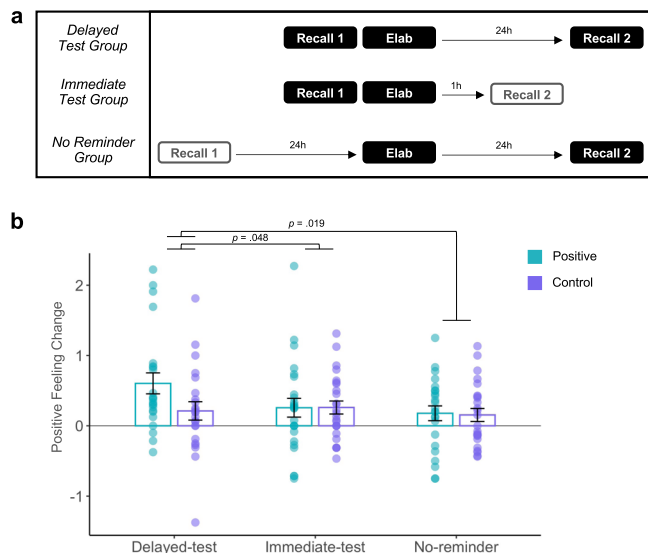 a
Delayed
Test Group
Recall 1
Elab
24h
Recall 2
Immediate
Test Group
Recall 1
Elab
1h
Recall 2
No Reminder
Group
Recall 1
24h
Elab
24h
Recall 2
b
p = .019
p = .048
Positive
Control
Positive Feeling Change
2
1
0
-1
Delayed-test
Immediate-test
No-reminder